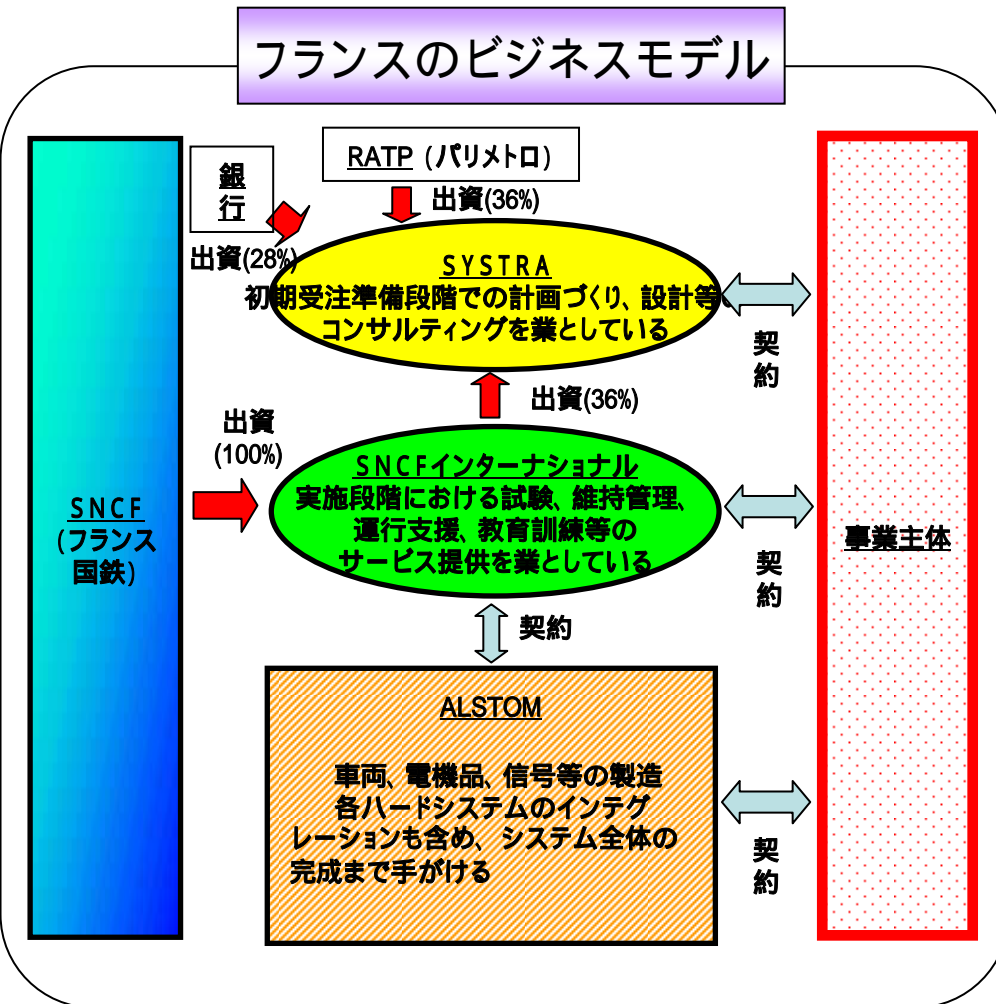 フランスのビジネスモデル
RATP (パリメトロ)
銀
行
出資(36%)
出資(28%)
SYSTRA
初期受注準備段階での計画づくり、設計等
コンサルティングを業としている
契
約
出資(36%)
出資
(100%)
SNCFインターナショナル
実施段階における試験、維持管理、
運行支援、教育訓練等の
サービス提供を業としている
契
約
SNCF
(フランス
国鉄)
事業主体
契約
ALSTOM
車両、電機品、信号等の製造
各ハードシステムのインテグ
レーションも含め、システム全体の
完成まで手がける
契
約